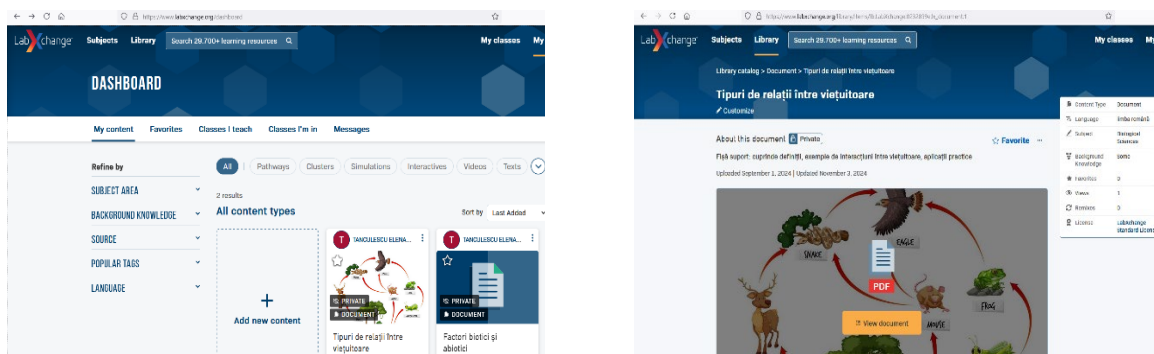 https://www.labxchange.org/dashboard
LabXchange Subjects Library Search 29,700+ learning resources My classes My
DASHBOARD
My content Favorites Classes I teach Classes I'm in Messages
Refine by
SUBJECT AREA
BACKGROUND KNOWLEDGE
SOURCE
POPULAR TAGS
LANGUAGE
All Pathways Clusters Simulations Interactives Videos Texts
2 results
All content types Sort by Last Added
+
Add new content
T TANCULESCU ELENA...
PRIVATE
DOCUMENT
Tipuri de relații între
viețuitoare
T TANCULESCU ELENA...
PRIVATE
DOCUMENT
Factori biotici și
abiotici
LabXchange Subjects Library Search 29,700+ learning resources My classes My
Library catalog > Document > Tipuri de relații între viețuitoare
Tipuri de relații între viețuitoare
Customize
About this document Private Favorite ...
Fișă suport: cuprinde definiții, exemple de interacțiuni între viețuitoare, aplicații practice
Uploaded September 1, 2024 | Updated November 3, 2024
EAGLE
SNAKE
PDF
FROG
MOUSE
View document
Content Type Document
Language limba română
Subject Biological
Sciences
Background
Knowledge
Some
Favorites 0
Views 1
Remixes
License LabXchange
Standard License